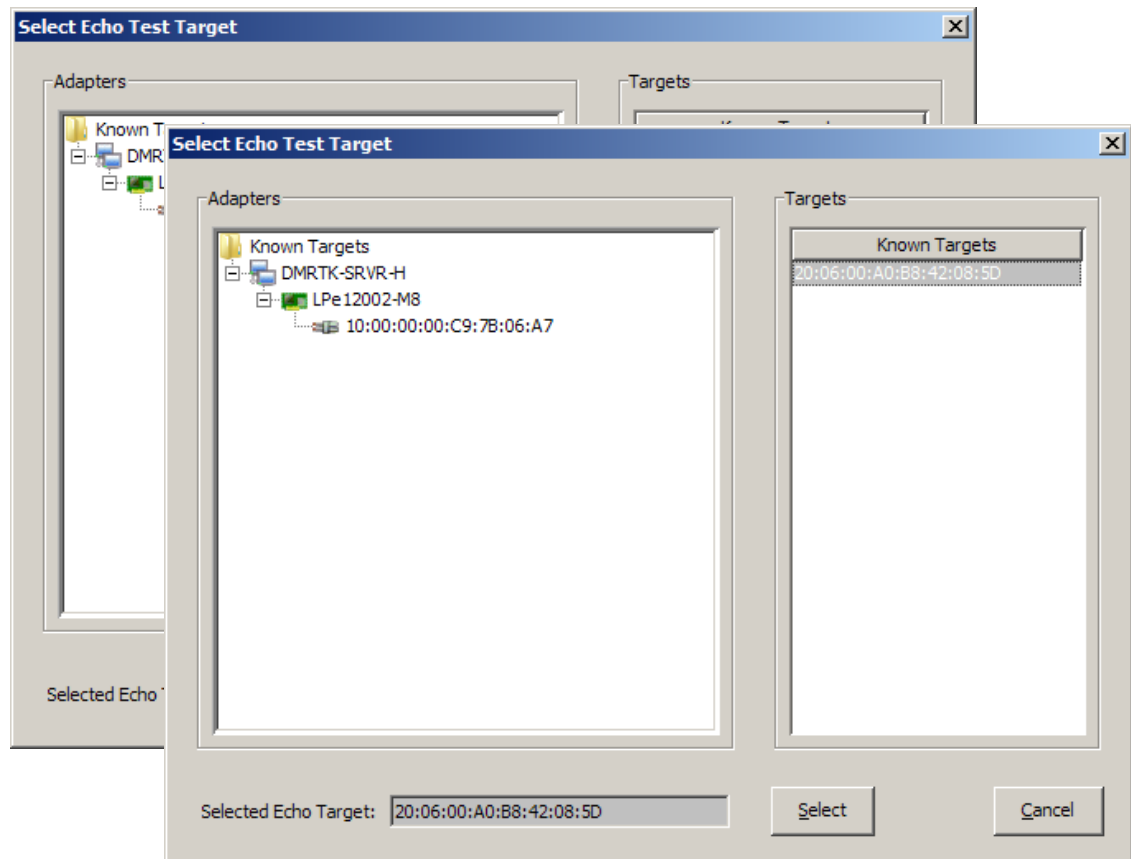 Select Echo Test Target
Adapters
Targets
Known
DMR
Selected Echo
Select Echo Test Target
Adapters
Targets
Known Targets
DMRTK-SRVR-H
LPe12002-M8
10:00:00:00:C9:7B:06:A7
Known Targets
20:06:00:A0:B8:42:08:5D
Selected Echo Target: 20:06:00:A0:B8:42:08:5D
Select
Cancel